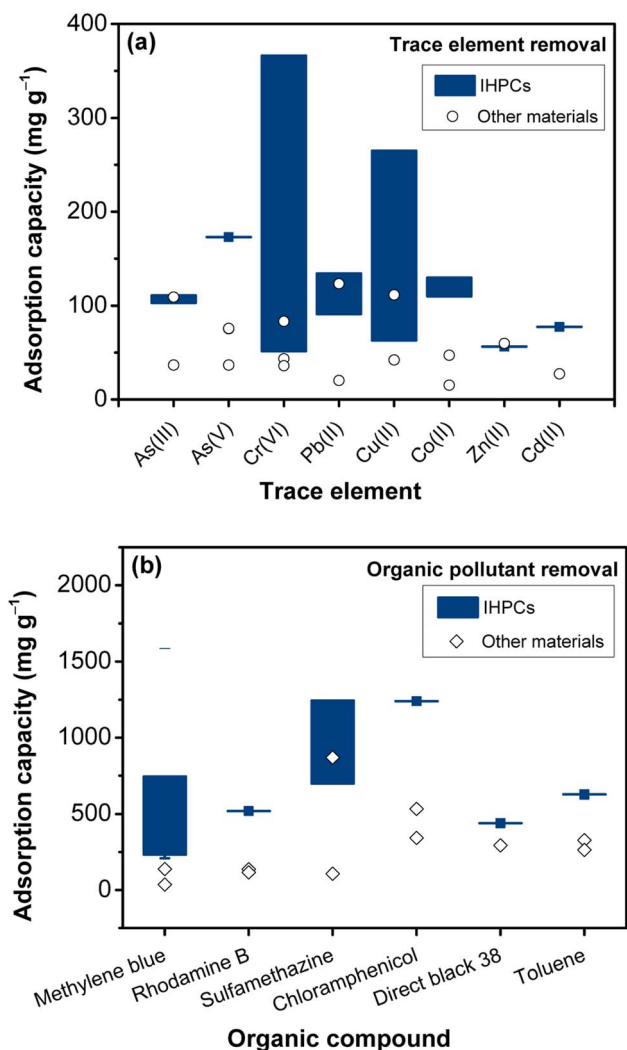 (a)
Trace element removal
IHPCs
Other materials
400
300
200
100
0
Adsorption capacity (mg g⁻¹)
As(III)
As(V)
Cr(VI)
Pb(II)
Cu(II)
Co(II)
Zn(II)
Cd(II)
Trace element
(b)
Organic pollutant removal
IHPCs
Other materials
2000
1500
1000
500
0
Adsorption capacity (mg g⁻¹)
Methylene blue
Rhodamine B
Sulfamethazine
Chloramphenicol
Direct black 38
Toluene
Organic compound